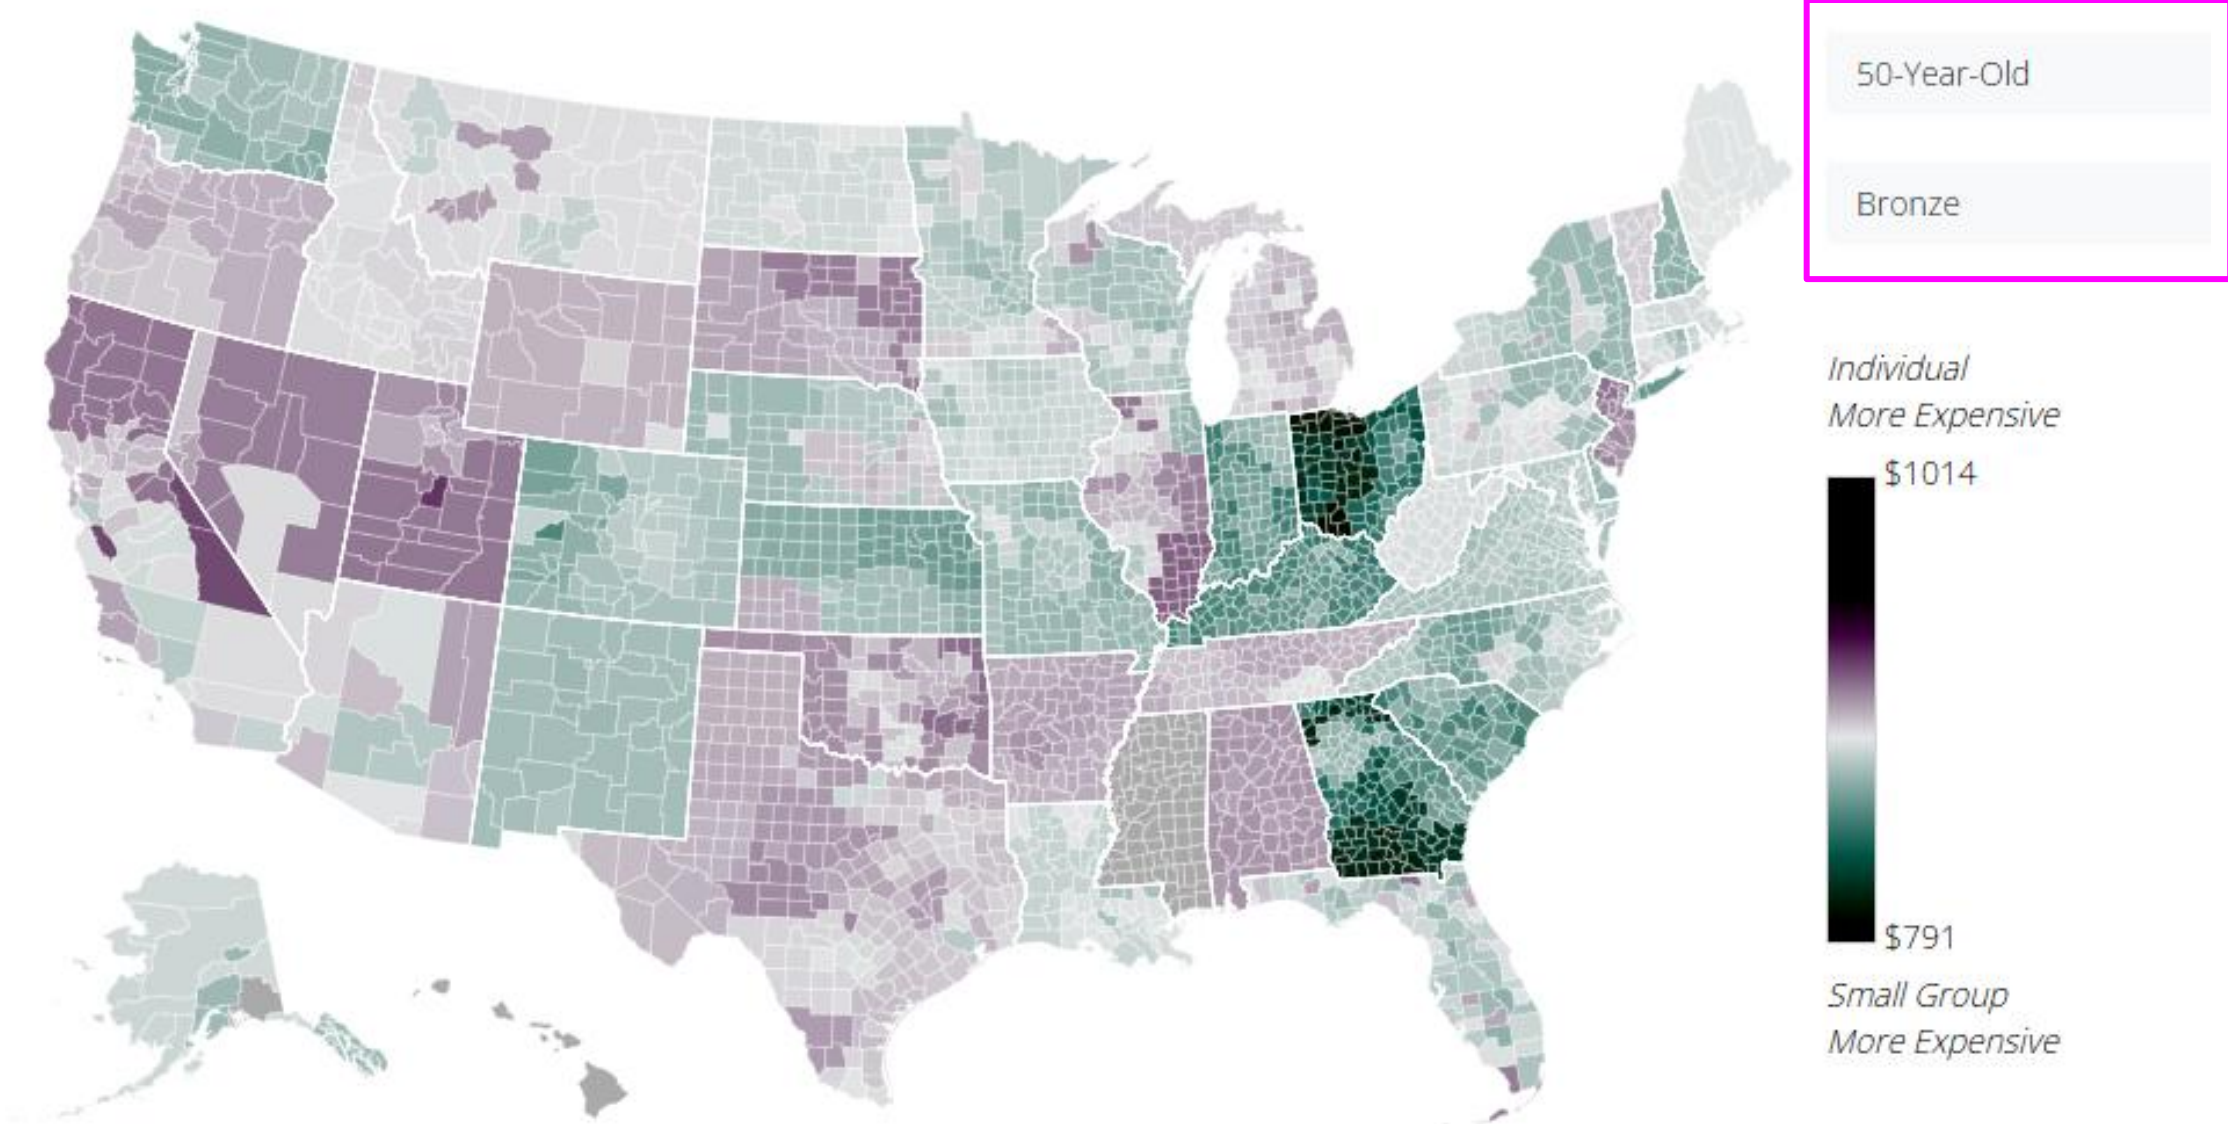 50-Year-Old
Bronze
Individual
More Expensive
$1014
$791
Small Group
More Expensive